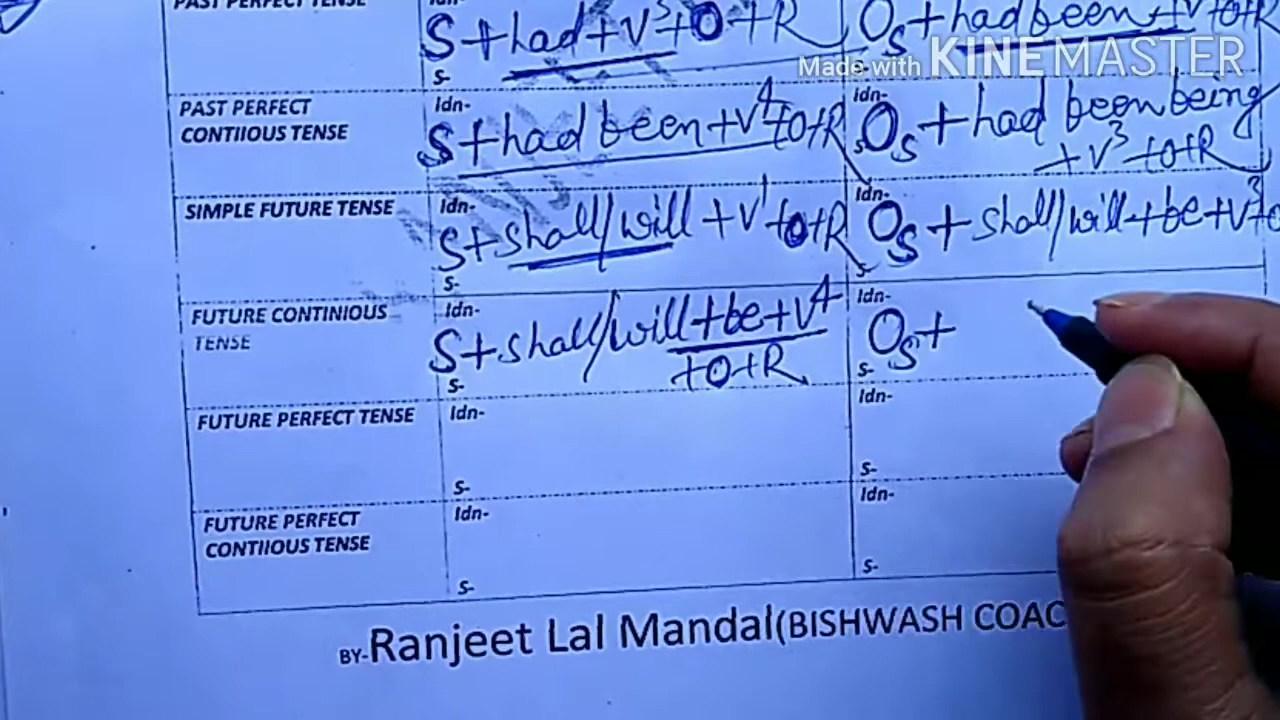 PAST PERFECT TENSE
S+had+V³+O+R
Os+had been+V³+o+R
S-
Made with KINEMASTER
PAST PERFECT
CONTIIOUS TENSE
Idn-
S+had been+V⁴+o+R
S-
Idn-
Os+had been being
+V³+o+R
SIMPLE FUTURE TENSE
Idn-
S+shall/will+V¹+o+R
S-
Idn-
Os+shall/will+be+V³+o
S-
FUTURE CONTINIOUS
TENSE
Idn-
S+shall/will+be+V⁴
+O+R
S-
Idn-
Os+
S-
FUTURE PERFECT TENSE
Idn-
S-
Idn-
S-
FUTURE PERFECT
CONTIIOUS TENSE
Idn-
S-
Idn-
S-
BY-Ranjeet Lal Mandal(BISHWASH COAC